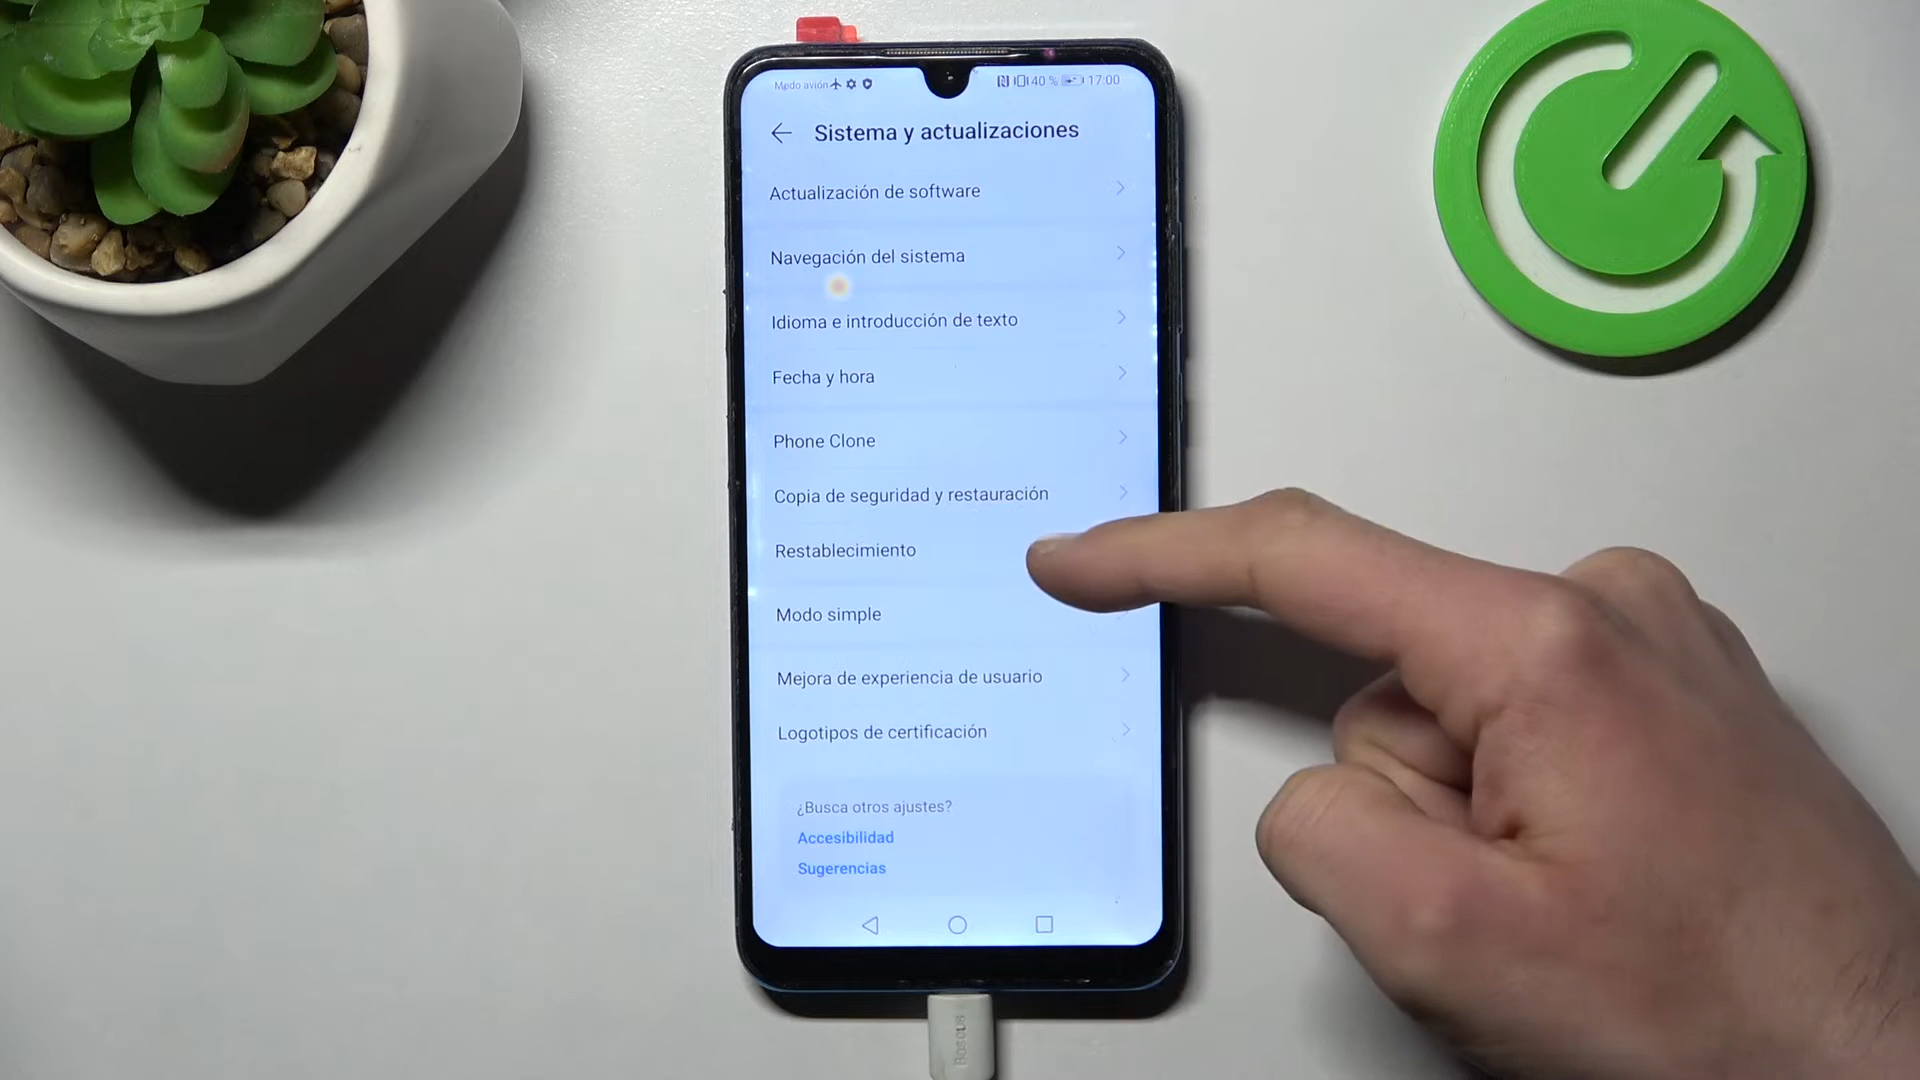 Modo avión 40 % 17:00
Sistema y actualizaciones
Actualización de software
Navegación del sistema
Idioma e introducción de texto
Fecha y hora
Phone Clone
Copia de seguridad y restauración
Restablecimiento
Modo simple
Mejora de experiencia de usuario
Logotipos de certificación
¿Busca otros ajustes?
Accesibilidad
Sugerencias
Baseus